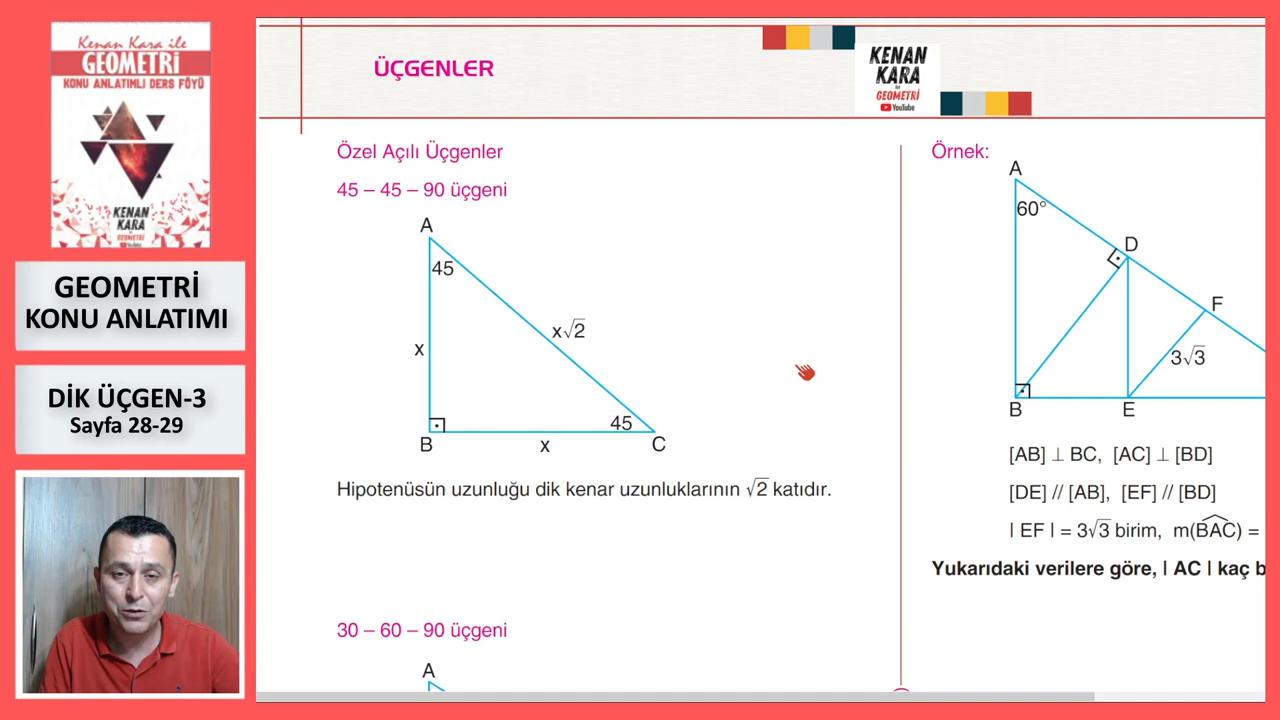 Kenan Kara ile
GEOMETRİ
KONU ANLATIMLI DERS FÖYÜ
KENAN
KARA
GEOMETRİ
GEOMETRİ
KONU ANLATIMI
DİK ÜÇGEN-3
Sayfa 28-29
ÜÇGENLER
KENAN
KARA
ile
GEOMETRİ
YouTube
Özel Açılı Üçgenler
45 – 45 – 90 üçgeni
A
45
x√2
x
45
B
x
C
Hipotenüsün uzunluğu dik kenar uzunluklarının √2 katıdır.
30 – 60 – 90 üçgeni
A
Örnek:
A
60°
D
F
3√3
B
E
[AB] ⊥ BC, [AC] ⊥ [BD]
[DE] // [AB], [EF] // [BD]
| EF | = 3√3 birim, m(BAC) =
Yukarıdaki verilere göre, | AC | kaç b